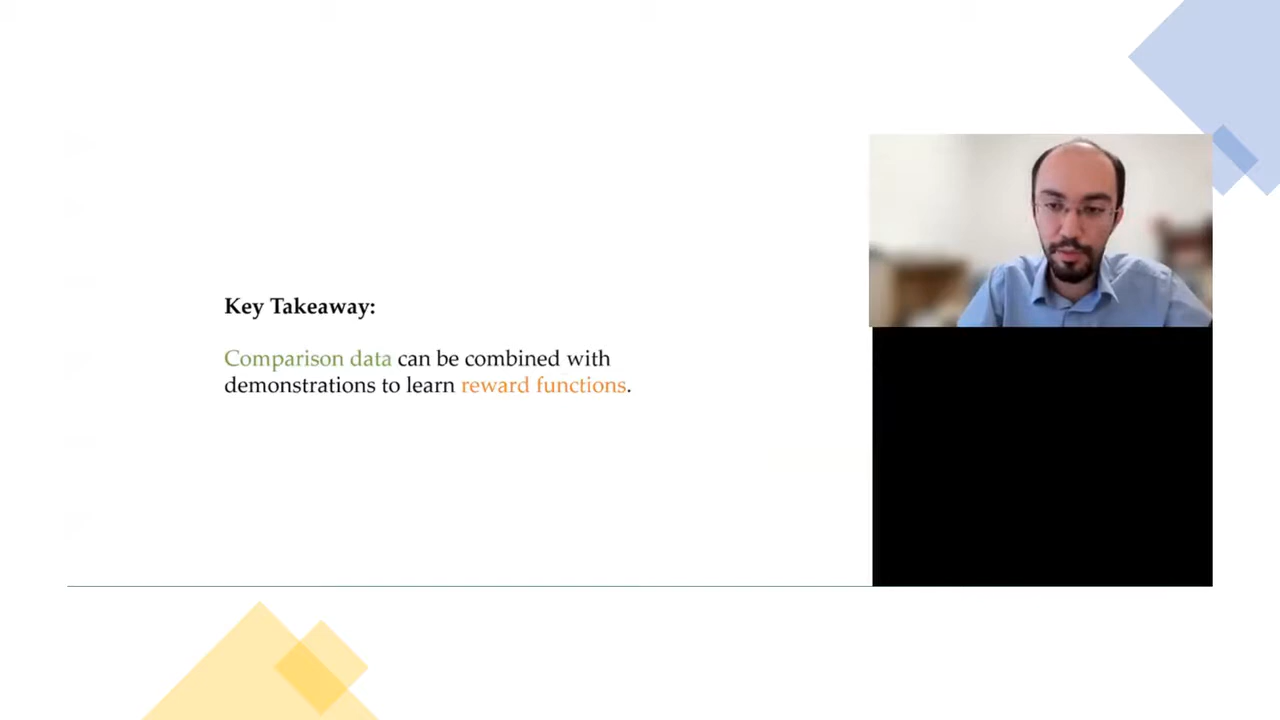 Key Takeaway:
Comparison data can be combined with
demonstrations to learn reward functions.